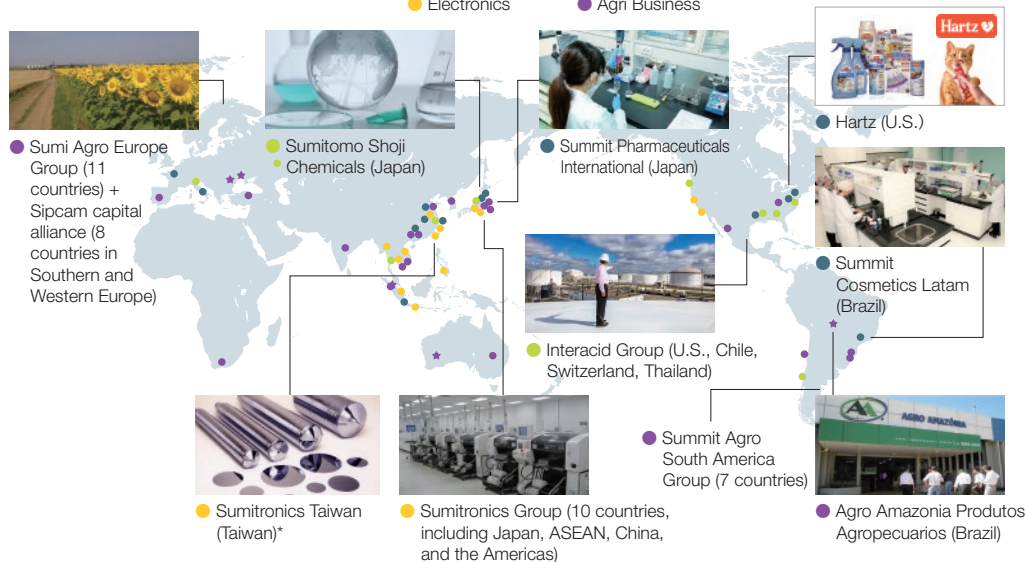 Electronics
Agri Business
Hartz
Hartz (U.S.)
Sumi Agro Europe
Group (11
countries) +
Sipcam capital
alliance (8
countries in
Southern and
Western Europe)
Sumitomo Shoji
Chemicals (Japan)
Summit Pharmaceuticals
International (Japan)
Summit
Cosmetics Latam
(Brazil)
Interacid Group (U.S., Chile,
Switzerland, Thailand)
Summit Agro
South America
Group (7 countries)
AGRO AMAZÔNIA
Sumitronics Taiwan
(Taiwan)*
Sumitronics Group (10 countries,
including Japan, ASEAN, China,
and the Americas)
Agro Amazonia Produtos
Agropecuarios (Brazil)